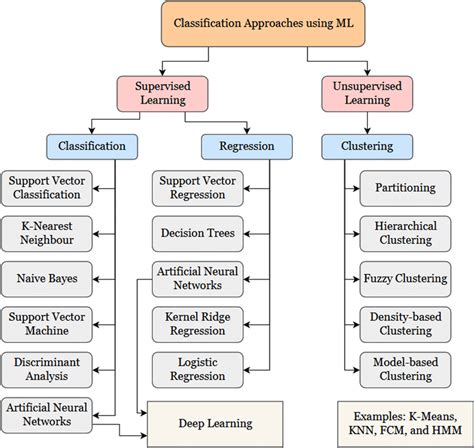 Classification Approaches using ML
Supervised
Learning
Unsupervised
Learning
Classification
Regression
Clustering
Support Vector
Classification
Support Vector
Regression
Partitioning
K-Nearest
Neighbour
Decision Trees
Hierarchical
Clustering
Naive Bayes
Artificial Neural
Networks
Fuzzy Clustering
Support Vector
Machine
Kernel Ridge
Regression
Density-based
Clustering
Discriminant
Analysis
Logistic
Regression
Model-based
Clustering
Artificial Neural
Networks
Deep Learning
Examples: K-Means,
KNN, FCM, and HMM